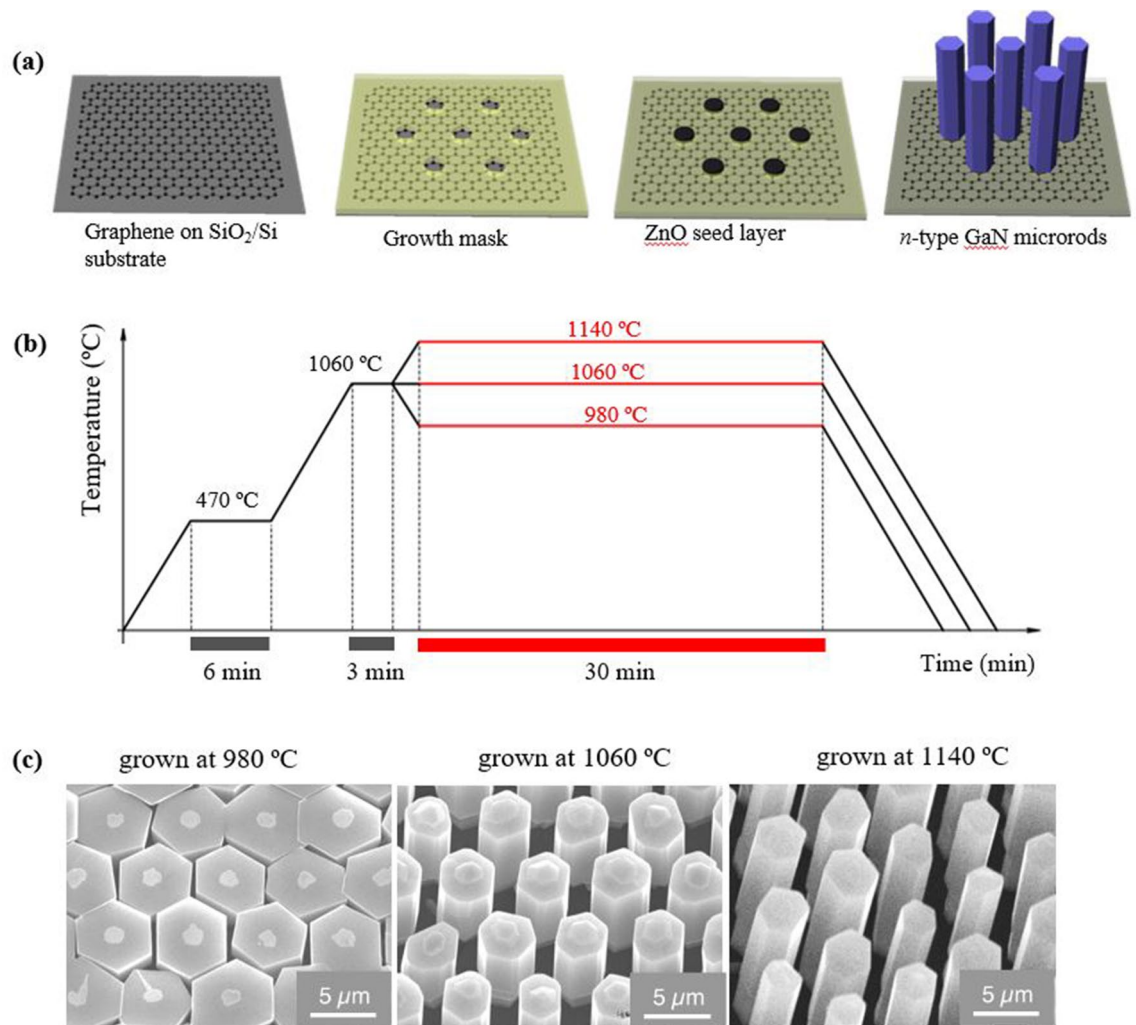 (a)
Graphene on SiO₂/Si
substrate
Growth mask
ZnO seed layer
n-type GaN microrods
(b)
Temperature (ºC)
470 ºC
1060 ºC
1140 ºC
1060 ºC
980 ºC
6 min
3 min
30 min
Time (min)
(c)
grown at 980 ºC
grown at 1060 ºC
grown at 1140 ºC
5 µm
5 µm
5 µm